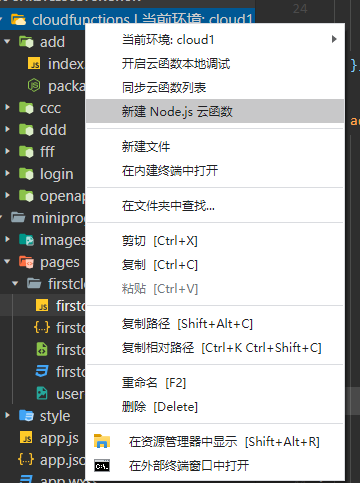 cloudfunctions | 当前环境: cloud1
24
add
当前环境: cloud1
index
开启云函数本地调试
packa
同步云函数列表
ccc
新建 Node.js 云函数
ddd
fff
新建文件
login
在内建终端中打开
openap
minipro
在文件夹中查找...
images
剪切 [Ctrl+X]
pages
复制 [Ctrl+C]
firstcle
粘贴 [Ctrl+V]
firstc
复制路径 [Shift+Alt+C]
firstc
复制相对路径 [Ctrl+K Ctrl+Shift+C]
firstc
firstc
重命名 [F2]
user
删除 [Delete]
style
app.js
在资源管理器中显示 [Shift+Alt+R]
app.jsc
在外部终端窗口中打开